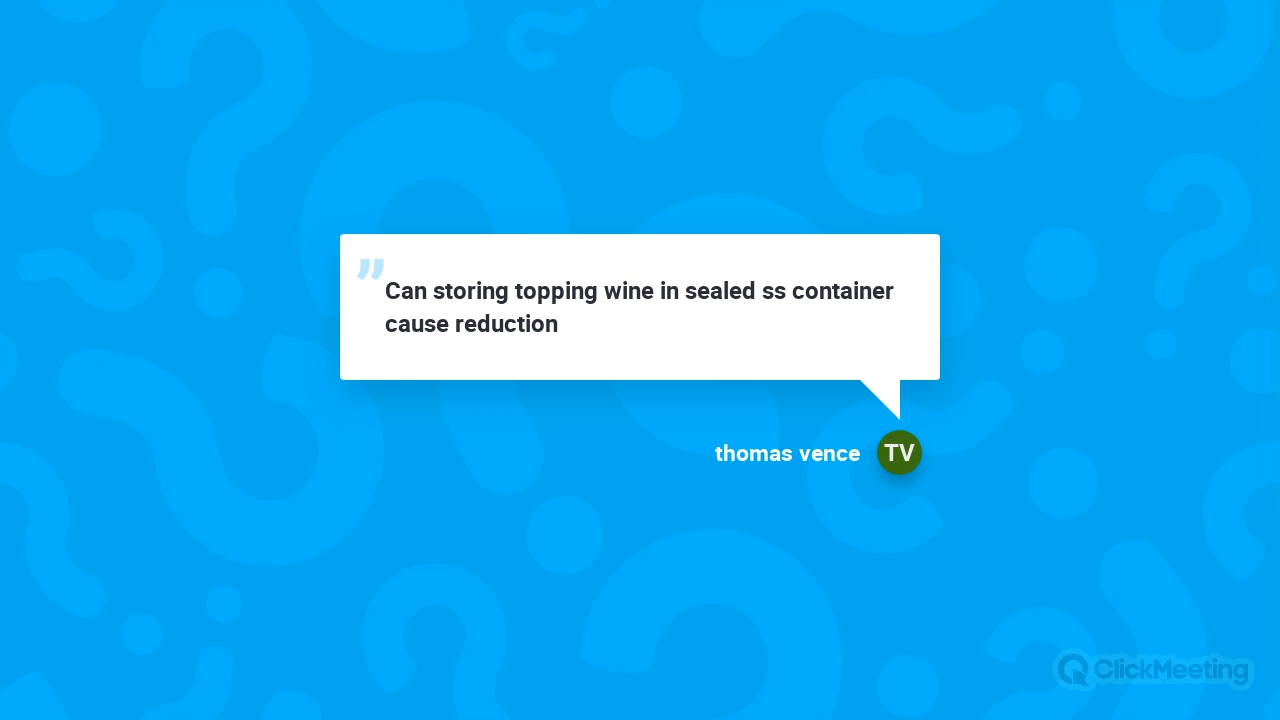 Can storing topping wine in sealed ss container
cause reduction
thomas vence
TV
ClickMeeting